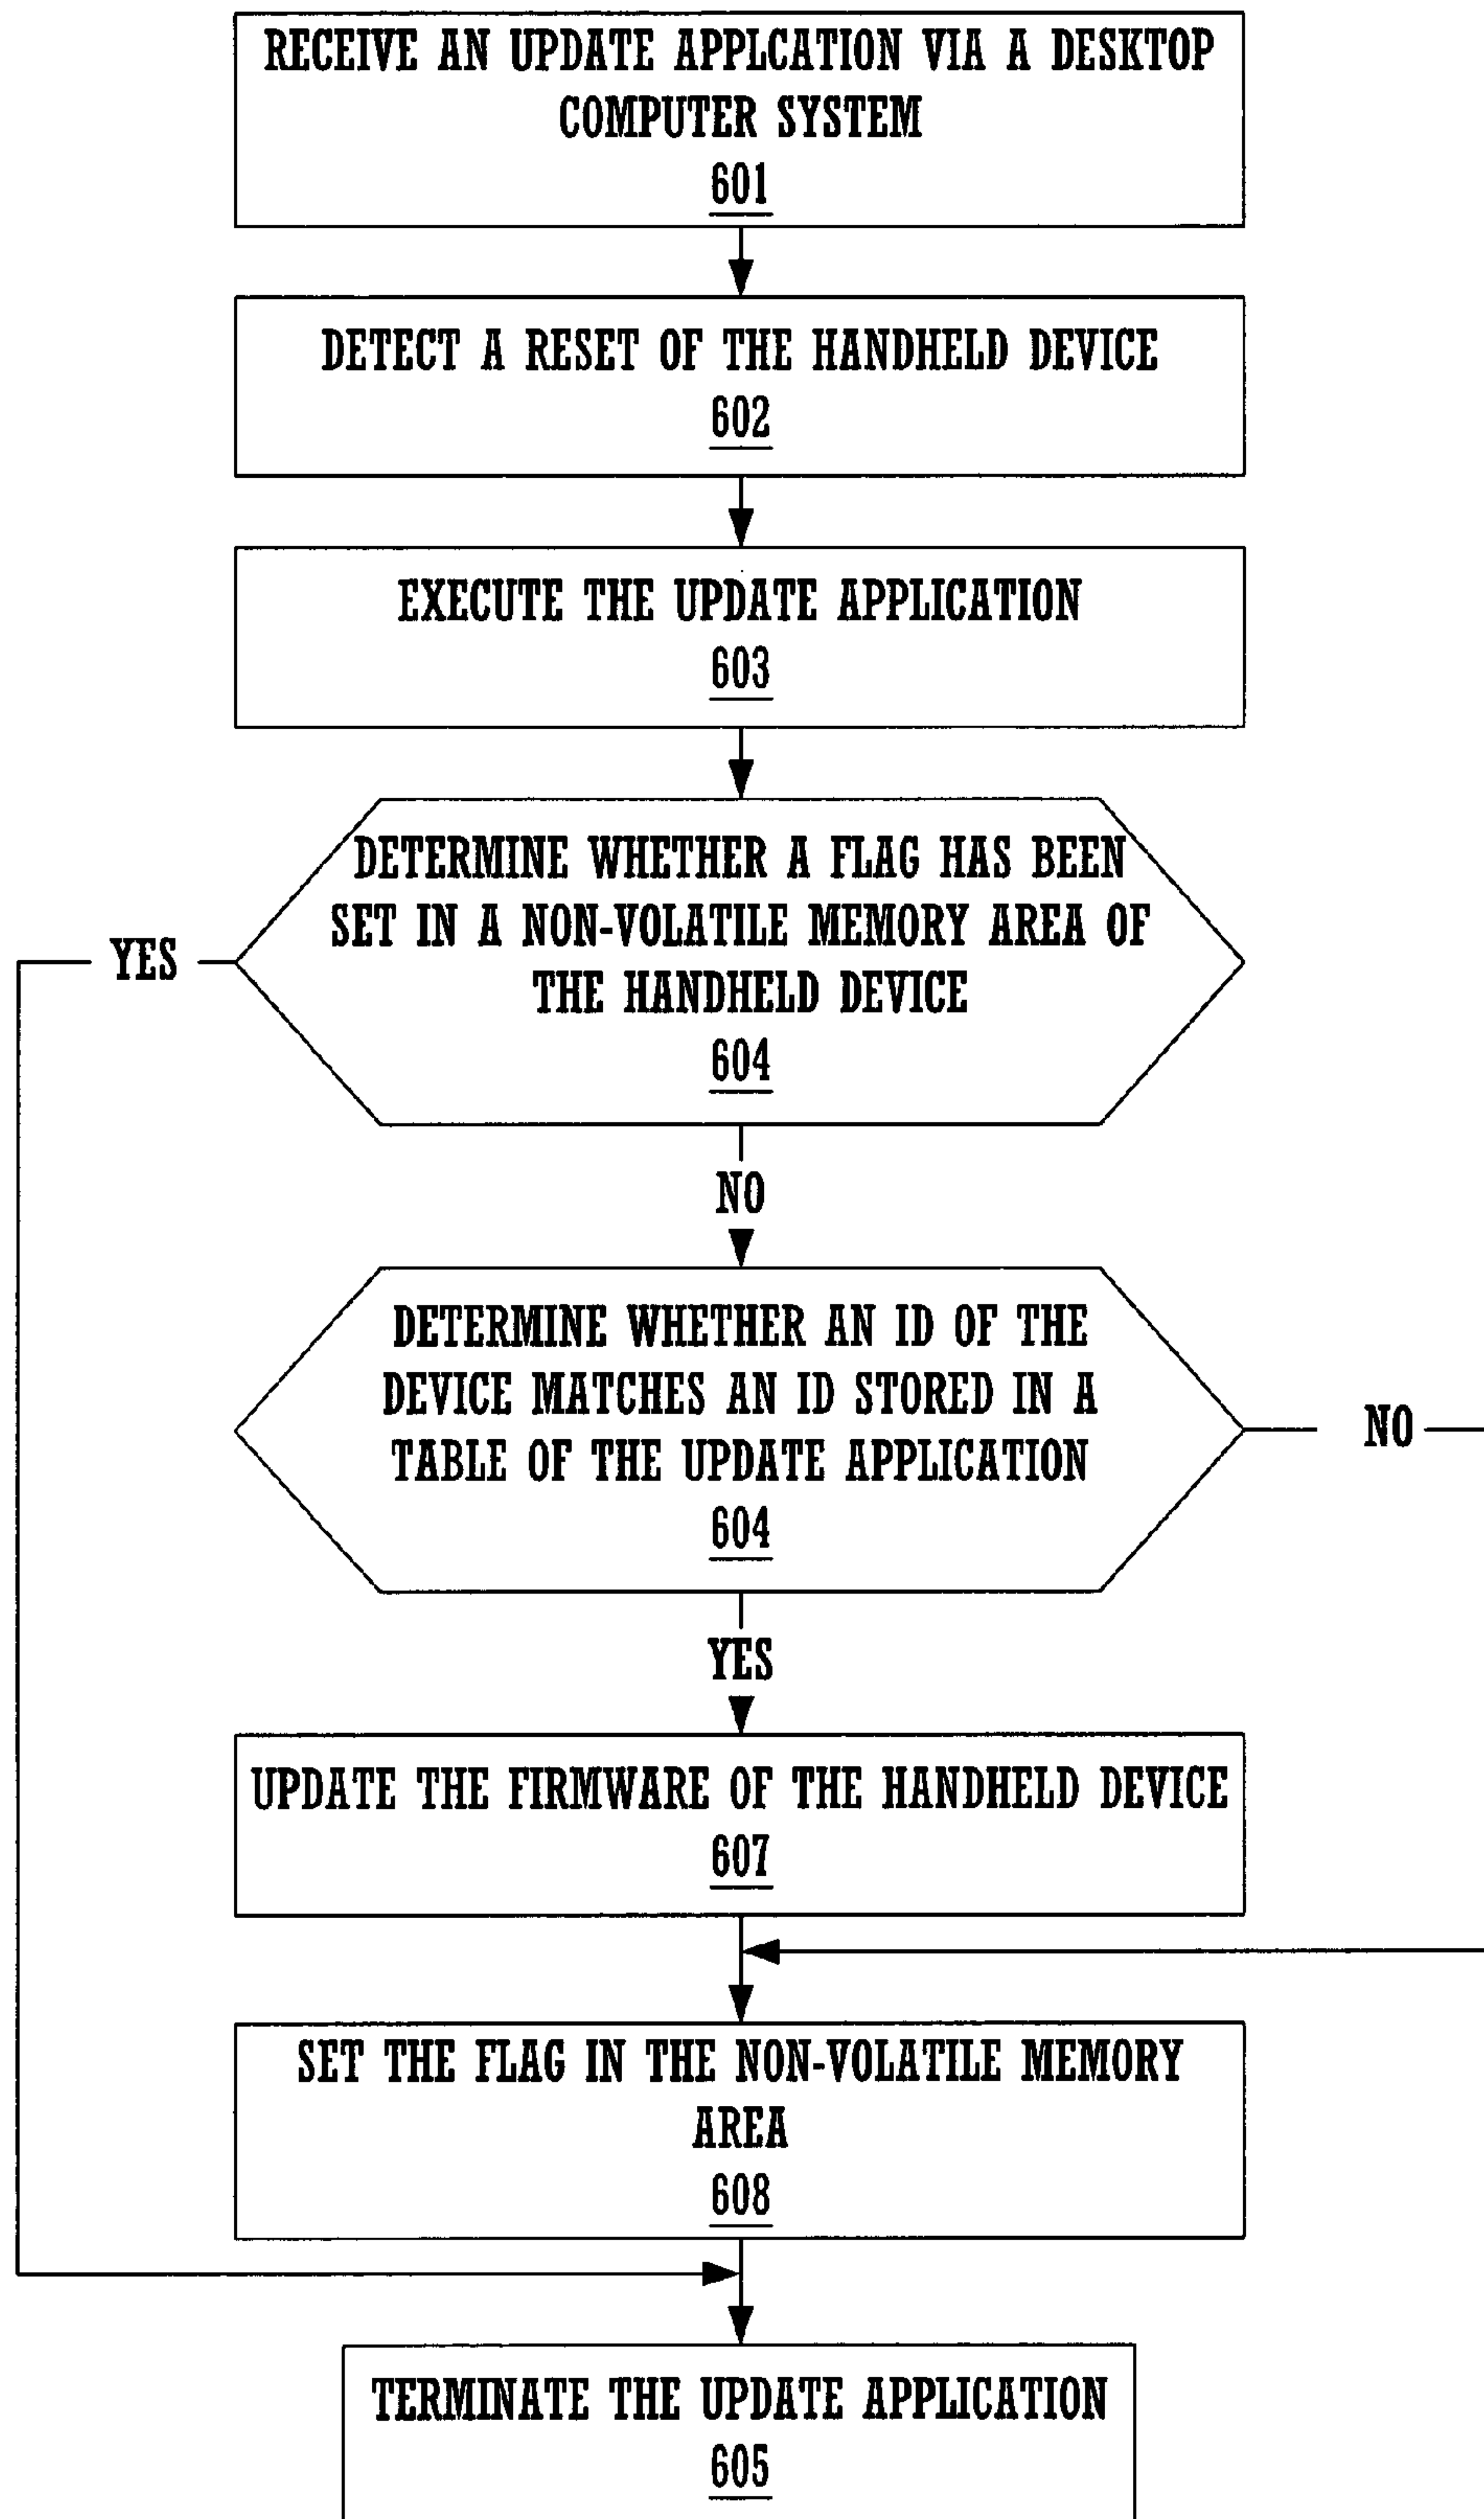 RECEIVE AN UPDATE APPLCATION VIA A DESKTOP
COMPUTER SYSTEM
601
DETECT A RESET OF THE HANDHELD DEVICE
602
EXECUTE THE UPDATE APPLICATION
603
DETERMINE WHETHER A FLAG HAS BEEN
SET IN A NON-VOLATILE MEMORY AREA OF
THE HANDHELD DEVICE
604
YES
NO
DETERMINE WHETHER AN ID OF THE
DEVICE MATCHES AN ID STORED IN A
TABLE OF THE UPDATE APPLICATION
604
NO
YES
UPDATE THE FIRMWARE OF THE HANDHELD DEVICE
607
SET THE FLAG IN THE NON-VOLATILE MEMORY
AREA
608
TERMINATE THE UPDATE APPLICATION
605